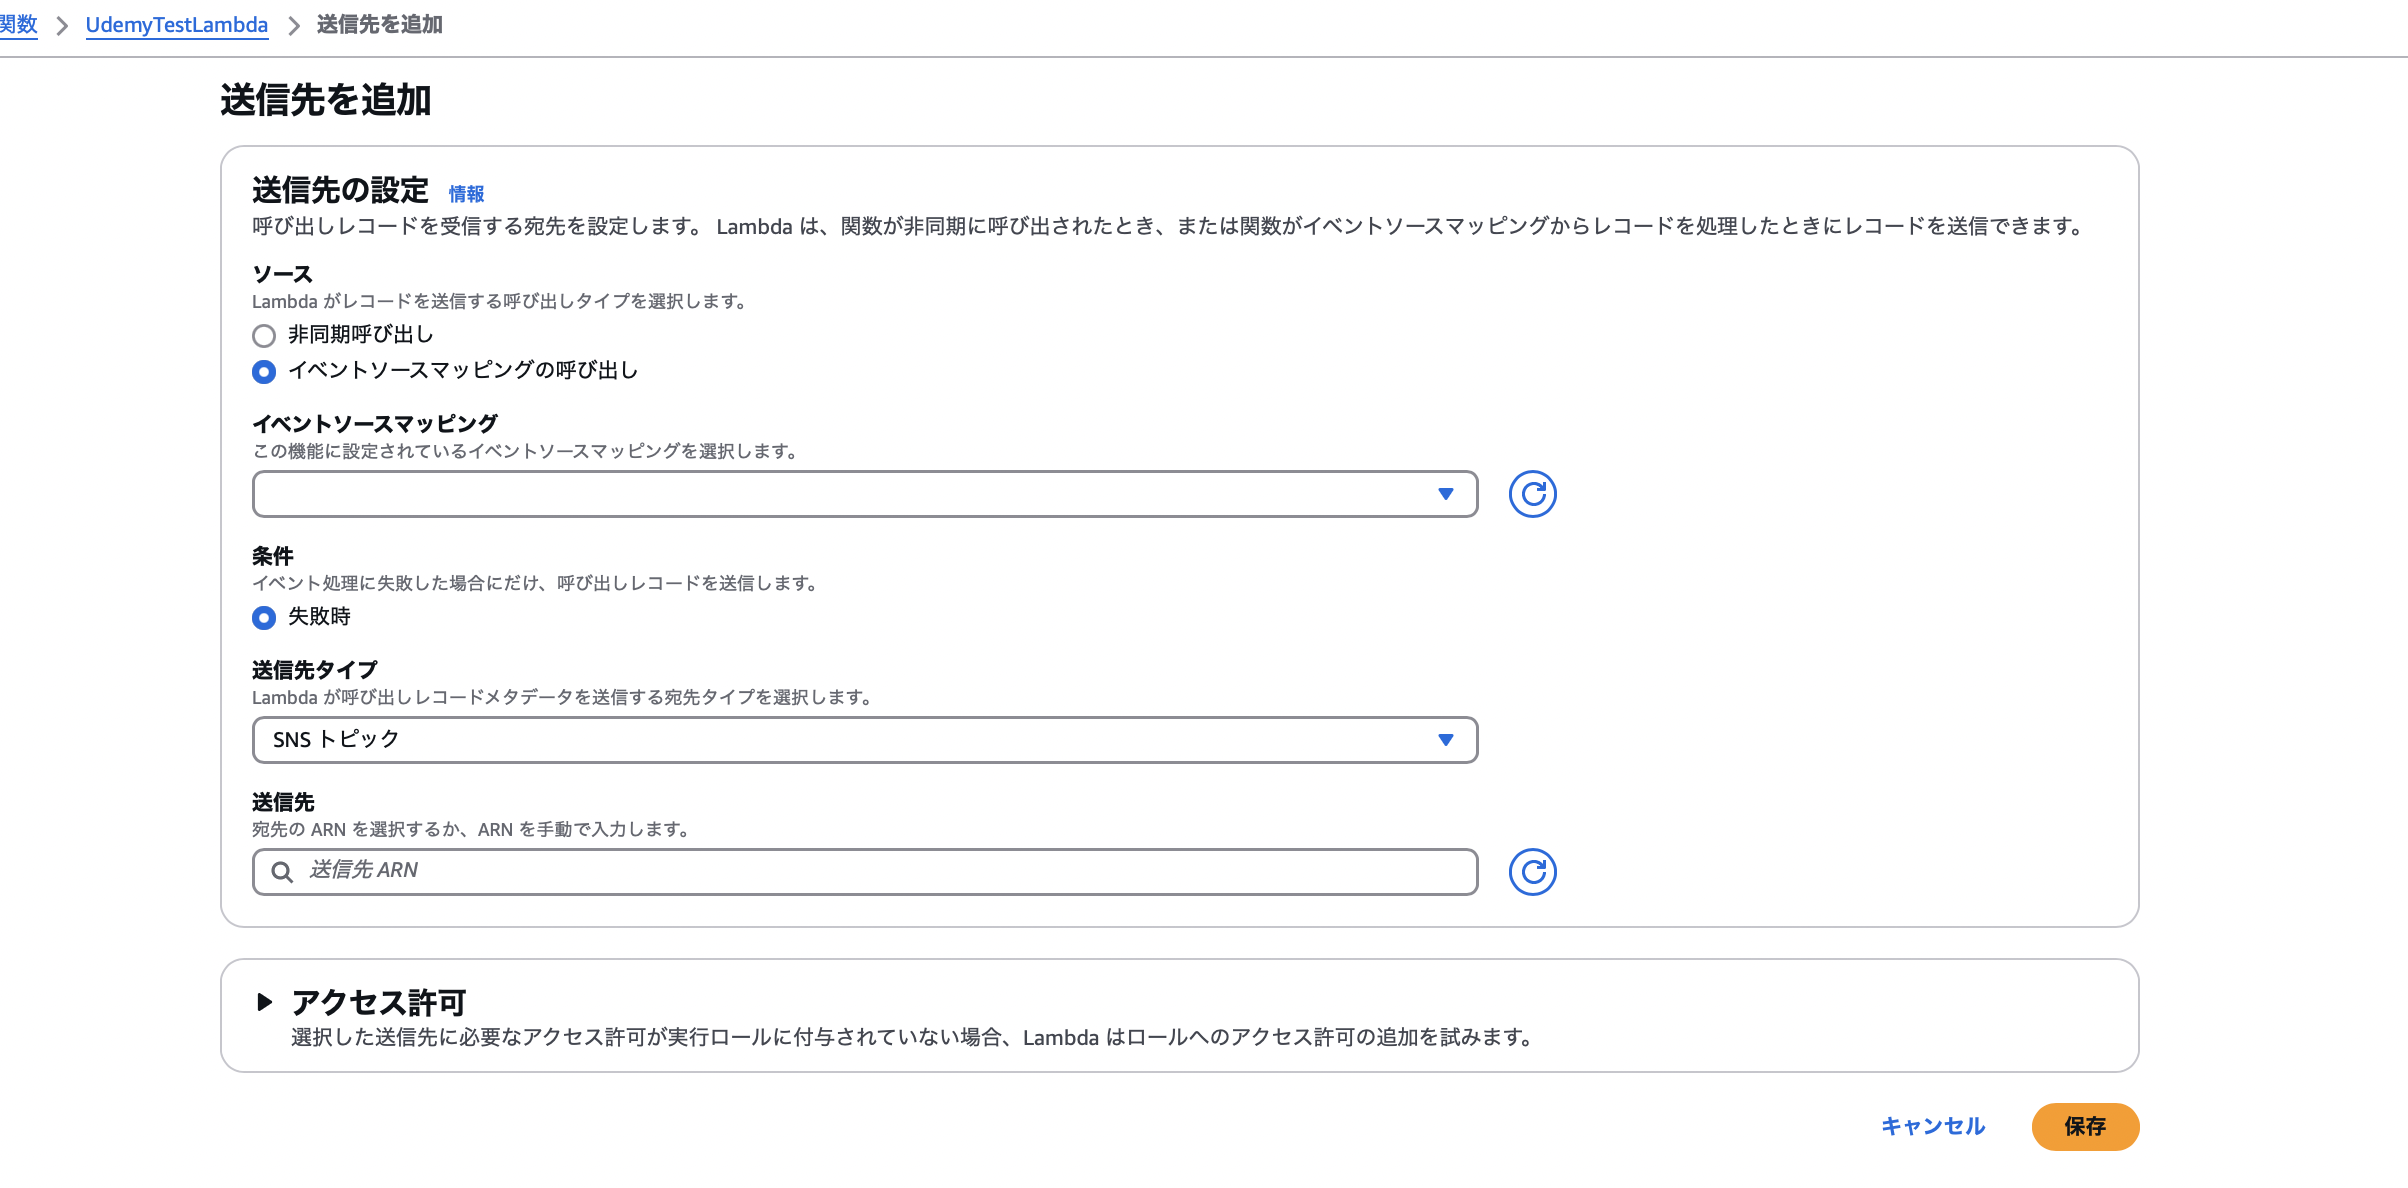 関数 > UdemyTestLambda > 送信先を追加
送信先を追加
送信先の設定 情報
呼び出しレコードを受信する宛先を設定します。 Lambda は、関数が非同期に呼び出されたとき、または関数がイベントソースマッピングからレコードを処理したときにレコードを送信できます。
ソース
Lambda がレコードを送信する呼び出しタイプを選択します。
非同期呼び出し
イベントソースマッピングの呼び出し
イベントソースマッピング
この機能に設定されているイベントソースマッピングを選択します。
条件
イベント処理に失敗した場合にだけ、呼び出しレコードを送信します。
失敗時
送信先タイプ
Lambda が呼び出しレコードメタデータを送信する宛先タイプを選択します。
SNS トピック
送信先
宛先の ARN を選択するか、ARN を手動で入力します。
送信先 ARN
アクセス許可
選択した送信先に必要なアクセス許可が実行ロールに付与されていない場合、Lambda はロールへのアクセス許可の追加を試みます。
キャンセル 保存